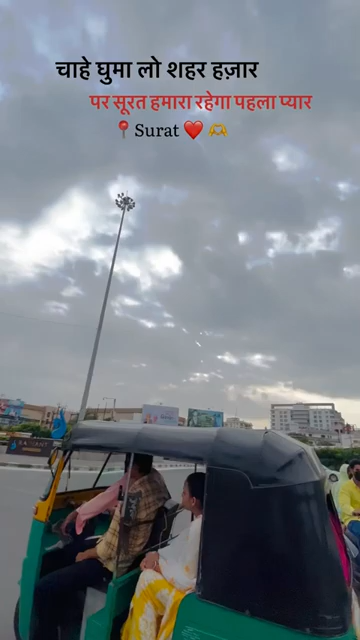 चाहे घुमा लो शहर हज़ार
पर सूरत हमारा रहेगा पहला प्यार
📍Surat ❤️ 🫶